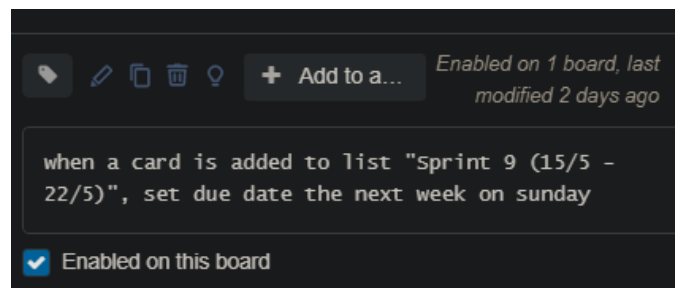 + Add to a...
Enabled on 1 board, last
modified 2 days ago
when a card is added to list "Sprint 9 (15/5 -
22/5)", set due date the next week on sunday
Enabled on this board